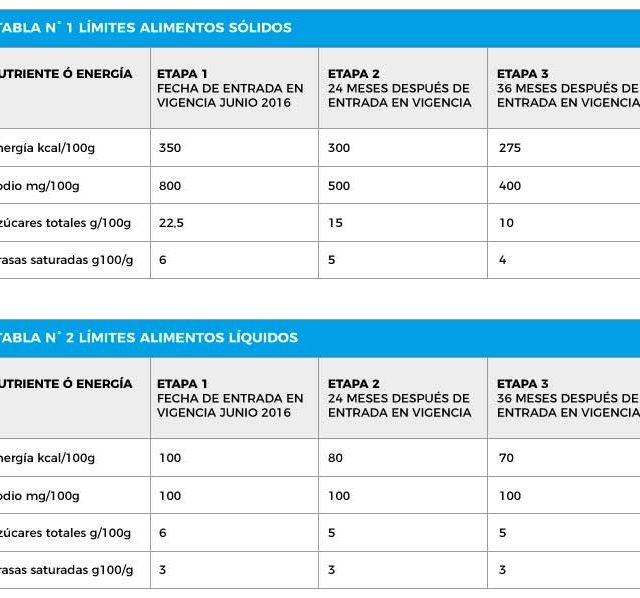 TABLA N° 1 LÍMITES ALIMENTOS SÓLIDOS
UTRIENTE Ó ENERGÍA
ETAPA 1
FECHA DE ENTRADA EN
VIGENCIA JUNIO 2016
ETAPA 2
24 MESES DESPUÉS DE
ENTRADA EN VIGENCIA
ETAPA 3
36 MESES DESPUÉS DE
ENTRADA EN VIGENCIA
nergía kcal/100g 350 300 275
odio mg/100g 800 500 400
zúcares totales g/100g 22,5 15 10
rasas saturadas g100/g 6 5 4
TABLA N° 2 LÍMITES ALIMENTOS LÍQUIDOS
UTRIENTE Ó ENERGÍA
ETAPA 1
FECHA DE ENTRADA EN
VIGENCIA JUNIO 2016
ETAPA 2
24 MESES DESPUÉS DE
ENTRADA EN VIGENCIA
ETAPA 3
36 MESES DESPUÉS DE
ENTRADA EN VIGENCIA
nergía kcal/100g 100 80 70
odio mg/100g 100 100 100
zúcares totales g/100g 6 5 5
rasas saturadas g100/g 3 3 3